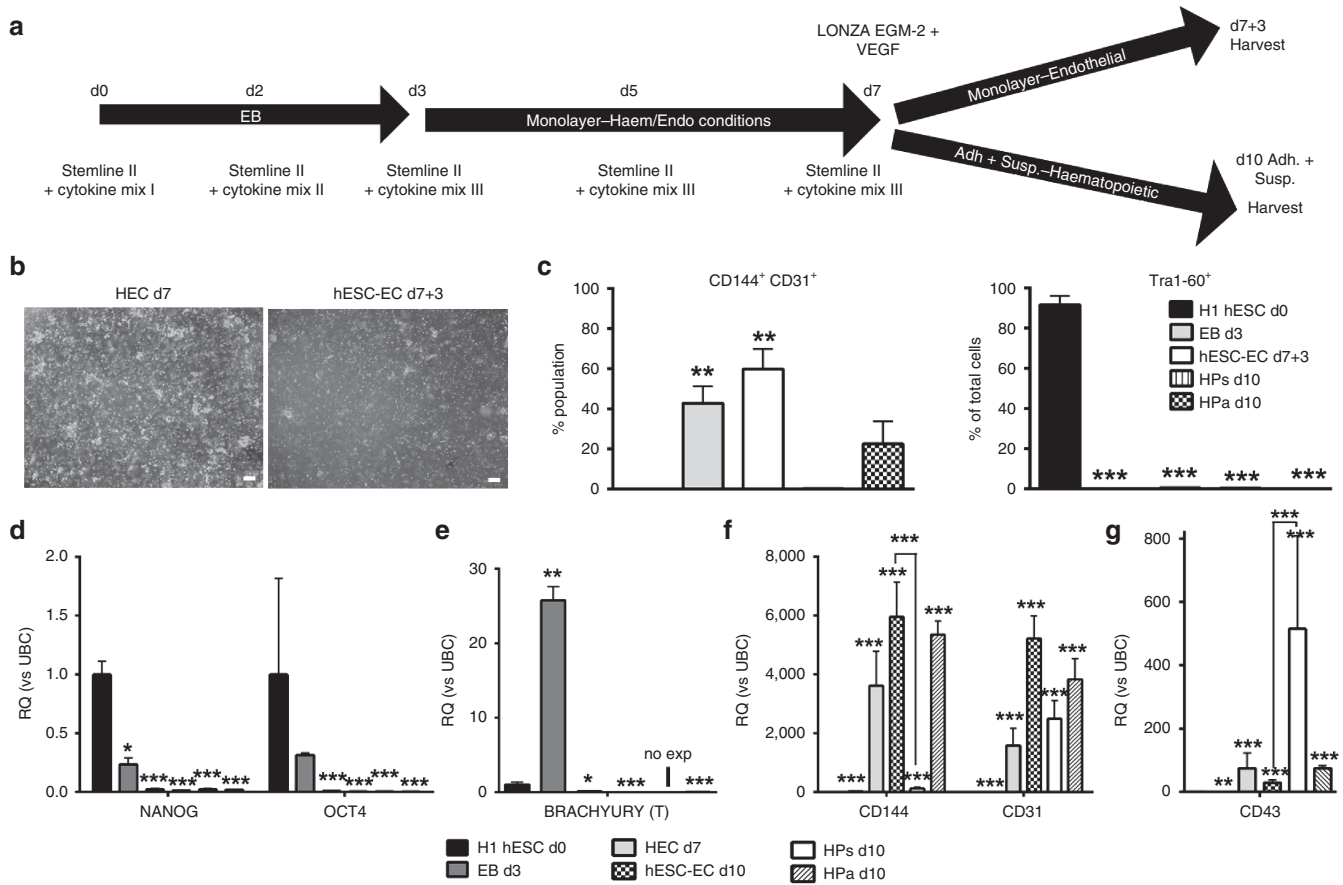 a
LONZA EGM-2 +
VEGF
d7+3
Harvest
Monolayer–Endothelial
d0
d2
d3
d5
d7
EB
Monolayer–Haem/Endo conditions
Adh + Susp.–Haematopoietic
d10 Adh. +
Susp.
Harvest
Stemline II
+ cytokine mix I
Stemline II
+ cytokine mix II
Stemline II
+ cytokine mix III
Stemline II
+ cytokine mix III
Stemline II
+ cytokine mix III
b
HEC d7
hESC-EC d7+3
c
CD144+ CD31+
% population
100
80
60
40
20
0
**
**
Tra1-60+
% of total cells
100
80
60
40
20
0
***
***
***
***
H1 hESC d0
EB d3
hESC-EC d7+3
HPs d10
HPa d10
d
RQ (vs UBC)
2.0
1.5
1.0
0.5
0.0
*
***
***
***
***
***
***
***
***
NANOG
OCT4
e
RQ (vs UBC)
30
20
10
0
**
*
***
no exp
***
BRACHYURY (T)
f
RQ (vs UBC)
8,000
6,000
4,000
2,000
0
***
***
***
***
***
***
***
***
***
***
***
CD144
CD31
g
RQ (vs UBC)
800
600
400
200
0
***
***
**
***
***
***
CD43
H1 hESC d0
EB d3
HEC d7
hESC-EC d10
HPs d10
HPa d10